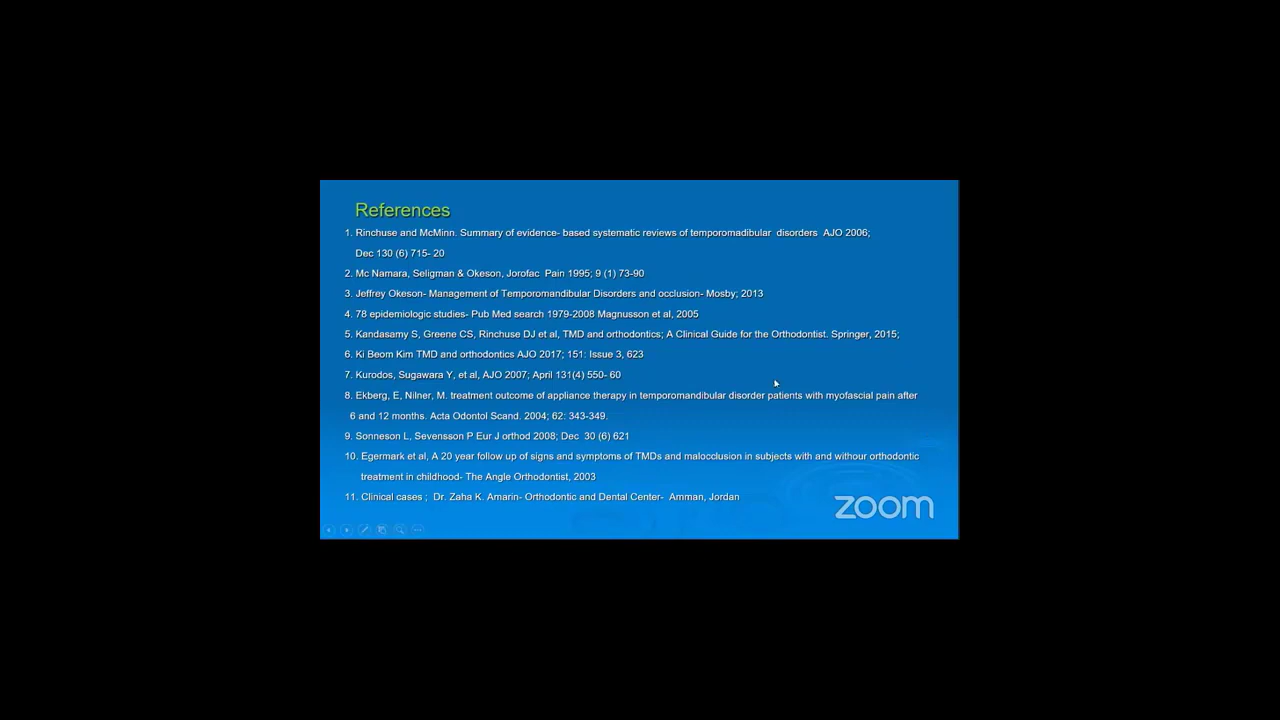 References
1. Rinchuse and McMinn. Summary of evidence- based systematic reviews of temporomadibular disorders AJO 2006;
Dec 130 (6) 715- 20
2. Mc Namara, Seligman & Okeson, Jorofac Pain 1995; 9 (1) 73-90
3. Jeffrey Okeson- Management of Temporomandibular Disorders and occlusion- Mosby; 2013
4. 78 epidemiologic studies- Pub Med search 1979-2008 Magnusson et al, 2005
5. Kandasamy S, Greene CS, Rinchuse DJ et al, TMD and orthodontics; A Clinical Guide for the Orthodontist. Springer, 2015;
6. Ki Beom Kim TMD and orthodontics AJO 2017; 151: Issue 3, 623
7. Kurodos, Sugawara Y, et al, AJO 2007; April 131(4) 550- 60
8. Ekberg, E, Nilner, M. treatment outcome of appliance therapy in temporomandibular disorder patients with myofascial pain after
6 and 12 months. Acta Odontol Scand. 2004; 62: 343-349.
9. Sonneson L, Sevensson P Eur J orthod 2008; Dec 30 (6) 621
10. Egermark et al, A 20 year follow up of signs and symptoms of TMDs and malocclusion in subjects with and withour orthodontic
treatment in childhood- The Angle Orthodontist, 2003
11. Clinical cases ; Dr. Zaha K. Amarin- Orthodontic and Dental Center- Amman, Jordan
zoom